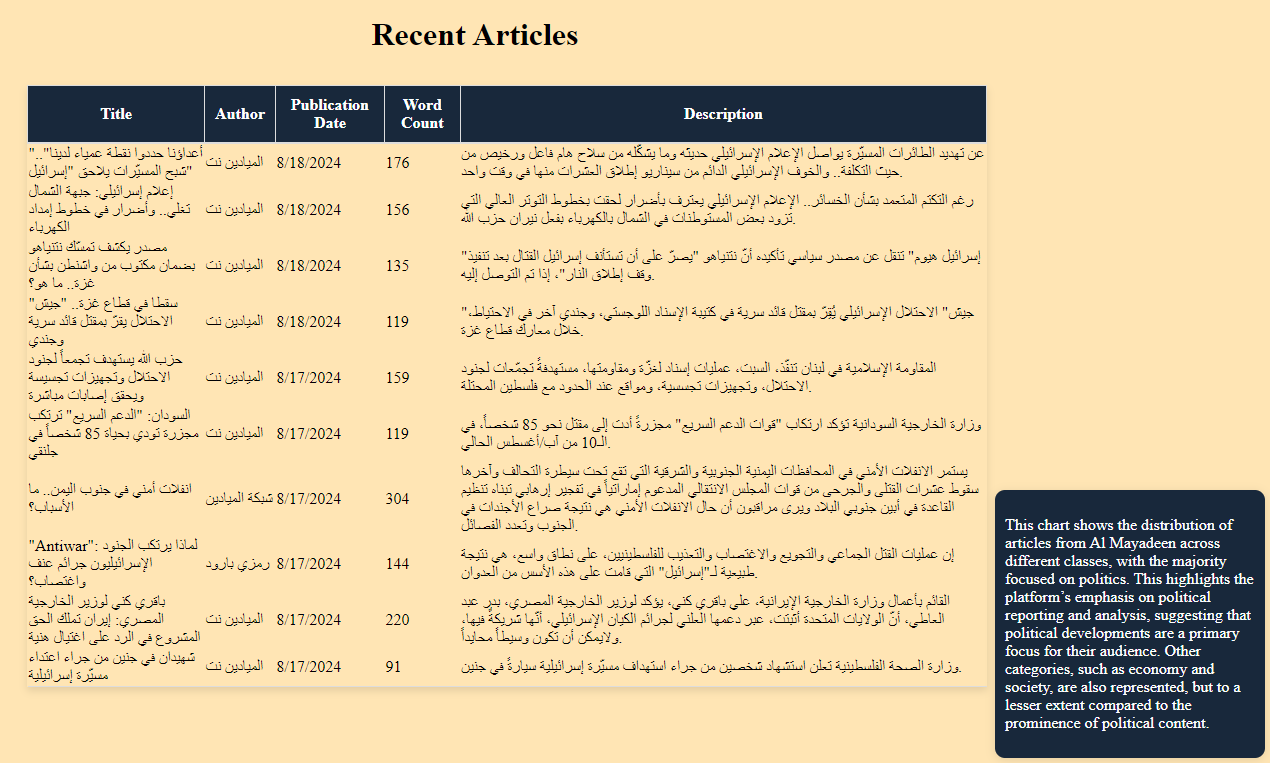 Recent Articles
Title
Author
Publication
Date
Word
Count
Description
"أعداؤنا حددوا نقطة عمياء لدينا"..
شبح المسيّرات يلاحق "إسرائيل"
الميادين نت
8/18/2024
176
عن تهديد الطائرات المسيّرة يواصل الإعلام الإسرائيلي حديثه وما يشكّله من سلاح هام فاعل ورخيص من
حيث التكلفة.. والخوف الإسرائيلي الدائم من سيناريو إطلاق العشرات منها في وقت واحد.
إعلام إسرائيلي: جبهة الشمال
تغلي.. وأضرار في خطوط إمداد
الكهرباء
الميادين نت
8/18/2024
156
رغم التكتم المتعمد بشأن الخسائر.. الإعلام الإسرائيلي يعترف بأضرار لحقت بخطوط التوتر العالي التي
تزود بعض المستوطنات في الشمال بالكهرباء بفعل نيران حزب الله.
مصدر يكشف تمسّك نتنياهو
بضمان مكتوب من واشنطن بشأن
غزة.. ما هو؟
الميادين نت
8/18/2024
135
"إسرائيل هيوم" تنقل عن مصدر سياسي تأكيده أنّ نتنياهو "يصرّ على أن تستأنف إسرائيل القتال بعد تنفيذ
وقف إطلاق النار"، إذا تم التوصل إليه.
سقطا في قطاع غزة.. "جيش"
الاحتلال يقرّ بمقتل قائد سرية
وجندي
الميادين نت
8/18/2024
119
"جيش" الاحتلال الإسرائيلي يُقِرّ بمقتل قائد سرية في كتيبة الإسناد اللوجستي، وجندي آخر في الاحتياط،
خلال معارك قطاع غزة.
حزب الله يستهدف تجمعاً لجنود
الاحتلال وتجهيزات تجسيسة
ويحقق إصابات مباشرة
الميادين نت
8/17/2024
159
المقاومة الإسلامية في لبنان تنفّذ، السبت، عمليات إسناد لغزّة ومقاومتها، مستهدفةً تجمّعات لجنود
الاحتلال، وتجهيزات تجسسية، ومواقع عند الحدود مع فلسطين المحتلة.
السودان: "الدعم السريع" ترتكب
مجزرة تودي بحياة 85 شخصاً في
جلنقي
الميادين نت
8/17/2024
119
وزارة الخارجية السودانية تؤكد ارتكاب "قوات الدعم السريع" مجزرةً أدت إلى مقتل نحو 85 شخصاً، في
الـ10 من آب/أغسطس الحالي.
انفلات أمني في جنوب اليمن.. ما
الأسباب؟
شبكة الميادين
8/17/2024
304
يستمر الانفلات الأمني في المحافظات اليمنية الجنوبية والشرقية التي تقع تحت سيطرة التحالف وآخرها
سقوط عشرات القتلى والجرحى من قوات المجلس الانتقالي المدعوم إماراتياً في تفجير إرهابي تبناه تنظيم
القاعدة في أبين جنوبي البلاد ويرى مراقبون أن حال الانفلات الأمني هي نتيجة صراع الأجندات في
الجنوب وتعدد الفصائل.
"Antiwar": لماذا يرتكب الجنود
الإسرائيليون جرائم عنف
واغتصاب؟
رمزي بارود
8/17/2024
144
إن عمليات القتل الجماعي والتجويع والاغتصاب والتعذيب للفلسطينيين، على نطاق واسع، هي نتيجة
طبيعية لـ"إسرائيل" التي قامت على هذه الأسس من العدوان.
باقري كني لوزير الخارجية
المصري: إيران تملك الحق
المشروع في الرد على اغتيال هنية
الميادين نت
8/17/2024
220
القائم بأعمال وزارة الخارجية الإيرانية، علي باقري كني، يؤكد لوزير الخارجية المصري، بدر عبد
العاطي، أنّ الولايات المتحدة أثبتت، عبر دعمها العلني لجرائم الكيان الإسرائيلي، أنّها شريكةٌ فيها،
ولايمكن أن تكون وسيطاً محايداً.
شهيدان في جنين من جراء اعتداء
مسيّرة إسرائيلية
الميادين نت
8/17/2024
91
وزارة الصحة الفلسطينية تعلن استشهاد شخصين من جراء استهداف مسيّرة إسرائيلية سيارةً في جنين.
This chart shows the distribution of
articles from Al Mayadeen across
different classes, with the majority
focused on politics. This highlights the
platform’s emphasis on political
reporting and analysis, suggesting that
political developments are a primary
focus for their audience. Other
categories, such as economy and
society, are also represented, but to a
lesser extent compared to the
prominence of political content.